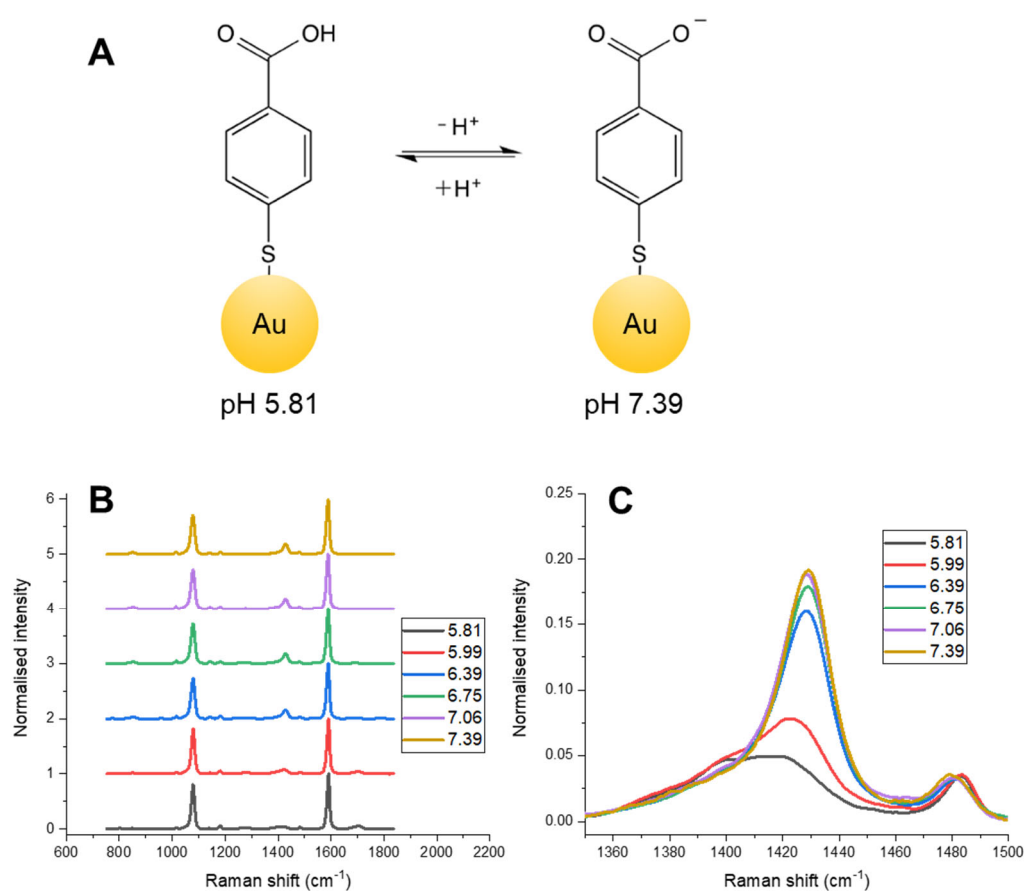 A
O
OH
S
Au
pH 5.81
- H⁺
+H⁺
O
O⁻
S
Au
pH 7.39
B
Normalised intensity
6
5
4
3
2
1
0
600 800 1000 1200 1400 1600 1800 2000 2200
Raman shift (cm⁻¹)
5.81
5.99
6.39
6.75
7.06
7.39
C
Normalised intensity
0.25
0.20
0.15
0.10
0.05
0.00
1360 1380 1400 1420 1440 1460 1480 1500
Raman shift (cm⁻¹)
5.81
5.99
6.39
6.75
7.06
7.39